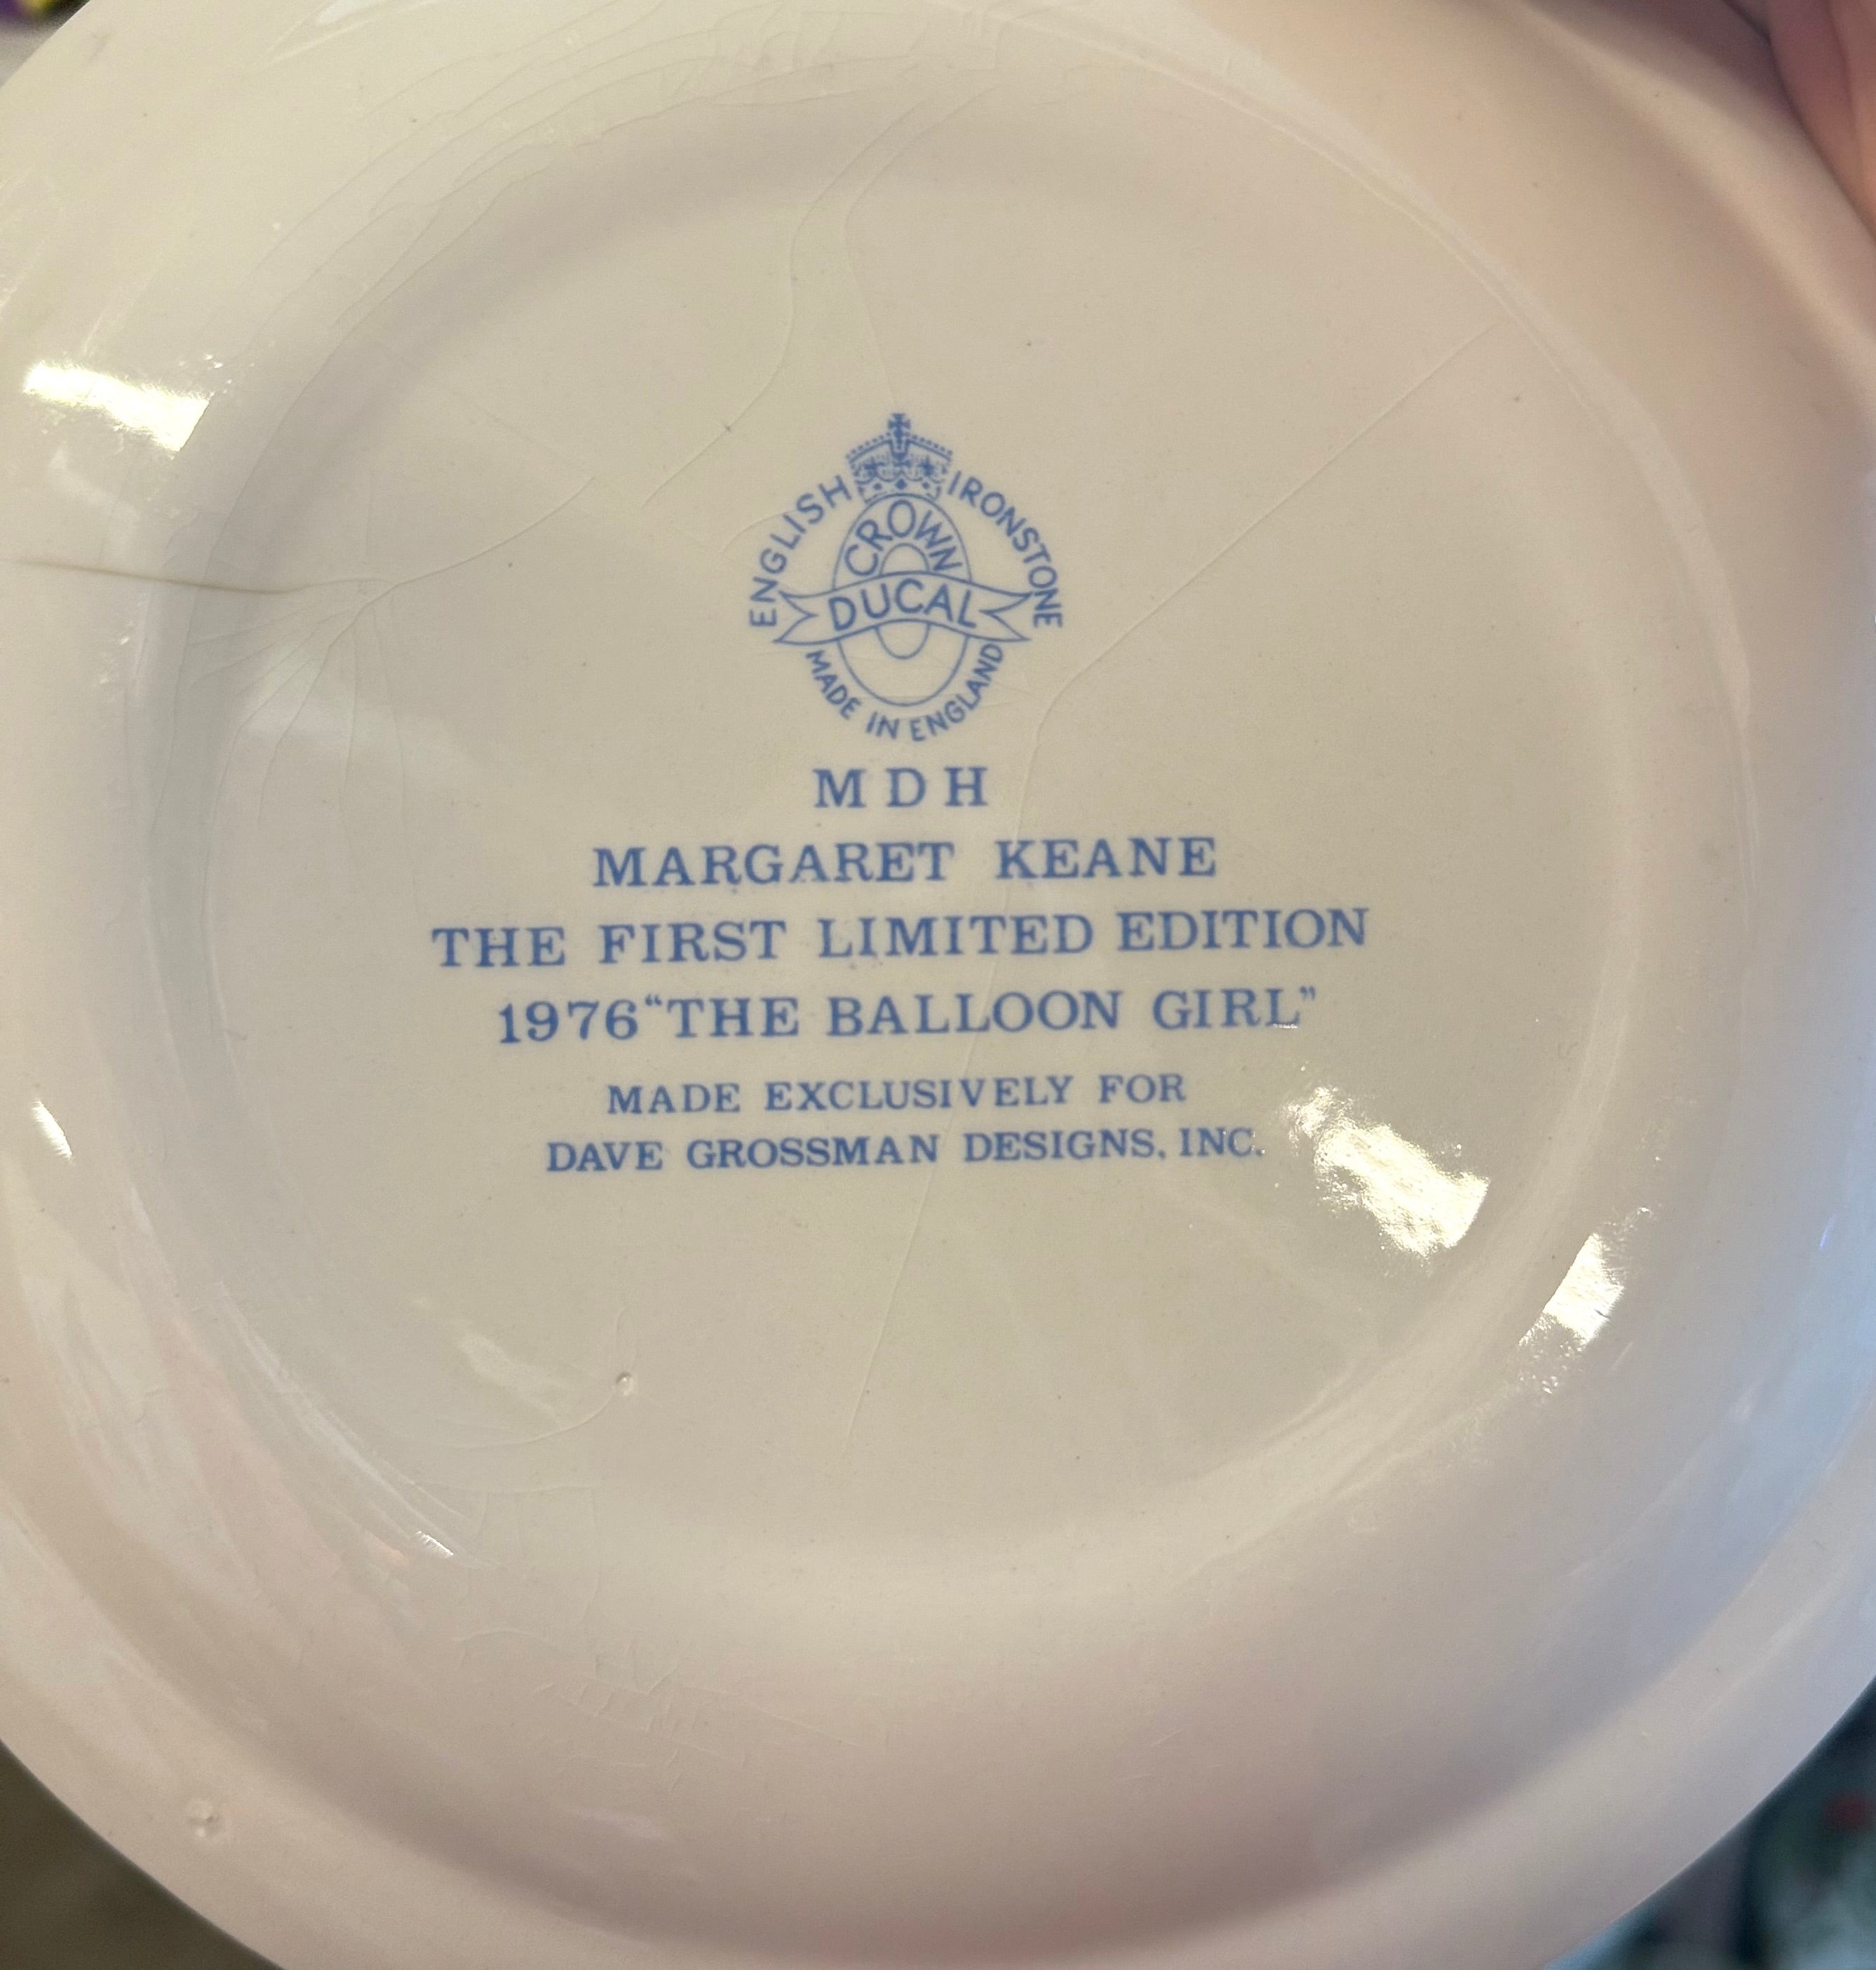 ENGLISH IRONSTONE
CROWN
DUCAL
MADE IN ENGLAND
M D H
MARGARET KEANE
THE FIRST LIMITED EDITION
1976 “THE BALLOON GIRL”
MADE EXCLUSIVELY FOR
DAVE GROSSMAN DESIGNS, INC.